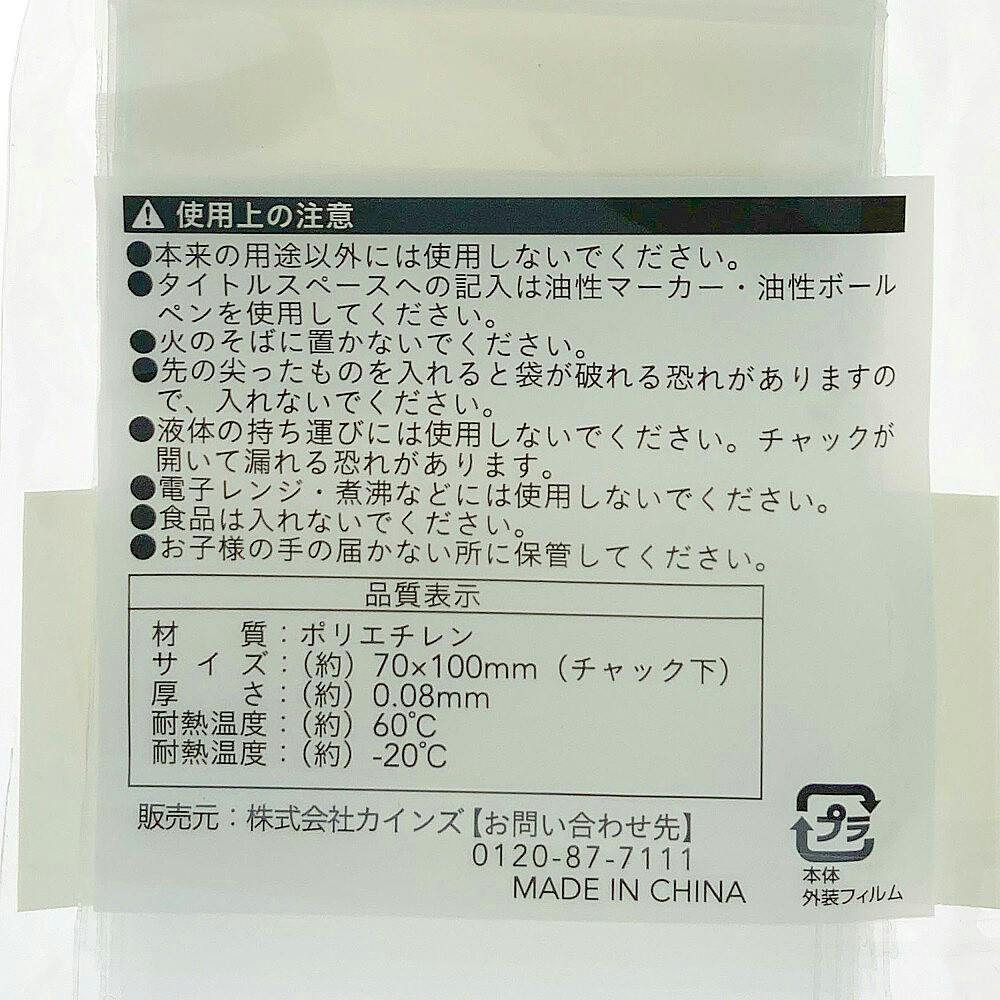 使用上の注意
●本来の用途以外には使用しないでください。
●タイトルスペースへの記入は油性マーカー・油性ボール
ペンを使用してください。
●火のそばに置かないでください。
●先の尖ったものを入れると袋が破れる恐れがありますの
で、入れないでください。
●液体の持ち運びには使用しないでください。チャックが
開いて漏れる恐れがあります。
●電子レンジ・煮沸などには使用しないでください。
●食品は入れないでください。
●お子様の手の届かない所に保管してください。
品質表示
材　質：ポリエチレン
サイズ：（約）70×100mm（チャック下）
厚　さ：（約）0.08mm
耐熱温度：（約）60℃
耐熱温度：（約）-20℃
販売元：株式会社カインズ【お問い合わせ先】
0120-87-7111
MADE IN CHINA
プラ
本体
外装フィルム